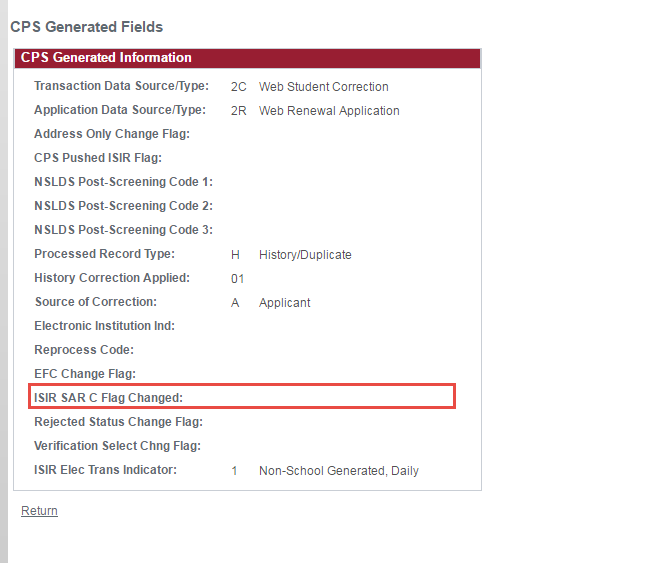 CPS Generated Fields
CPS Generated Information
Transaction Data Source/Type: 2C Web Student Correction
Application Data Source/Type: 2R Web Renewal Application
Address Only Change Flag:
CPS Pushed ISIR Flag:
NSLDS Post-Screening Code 1:
NSLDS Post-Screening Code 2:
NSLDS Post-Screening Code 3:
Processed Record Type: H History/Duplicate
History Correction Applied: 01
Source of Correction: A Applicant
Electronic Institution Ind:
Reprocess Code:
EFC Change Flag:
ISIR SAR C Flag Changed:
Rejected Status Change Flag:
Verification Select Chng Flag:
ISIR Elec Trans Indicator: 1 Non-School Generated, Daily
Return